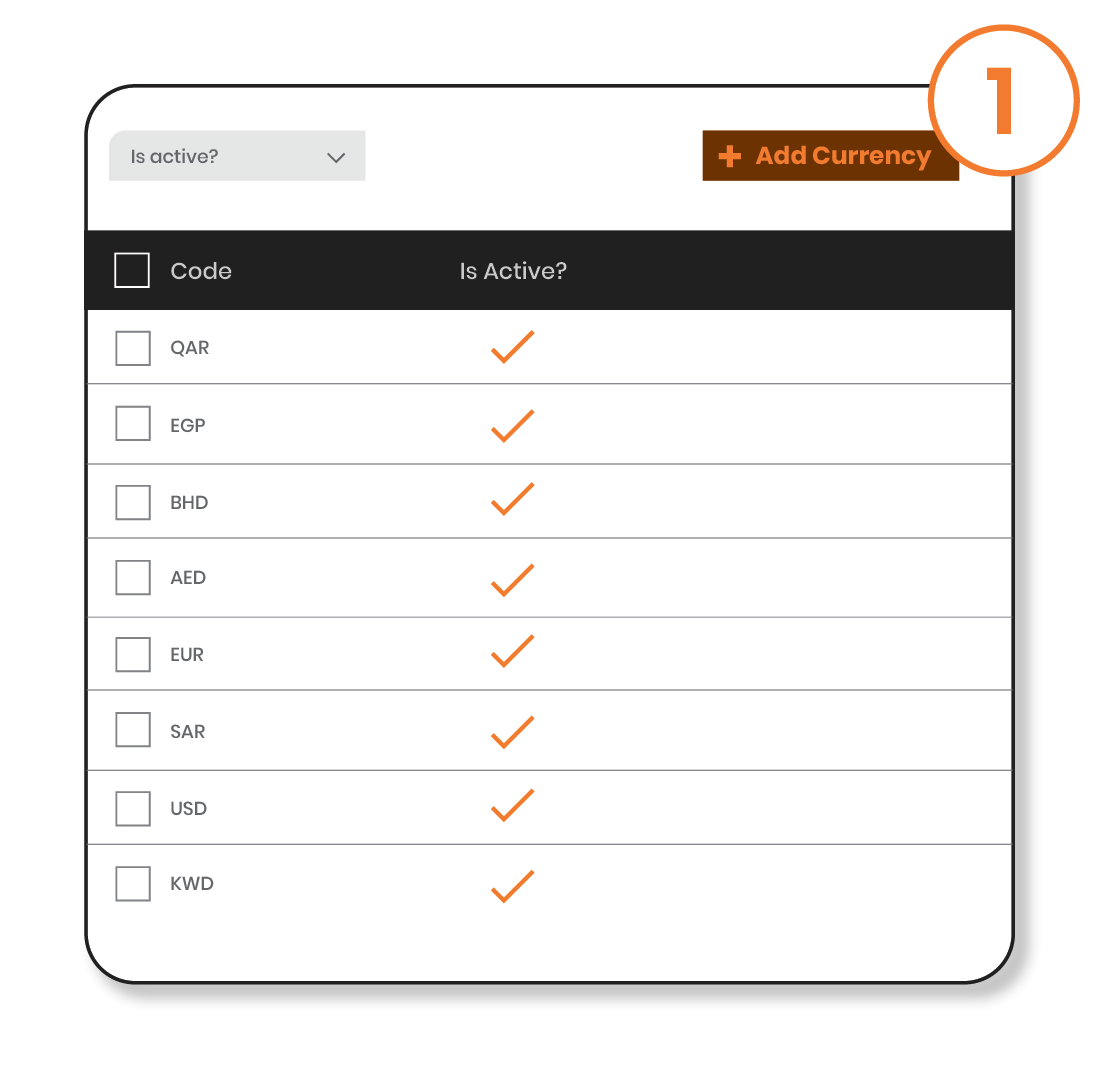 1
Is active?
Add Currency
Code Is Active?
QAR
EGP
BHD
AED
EUR
SAR
USD
KWD